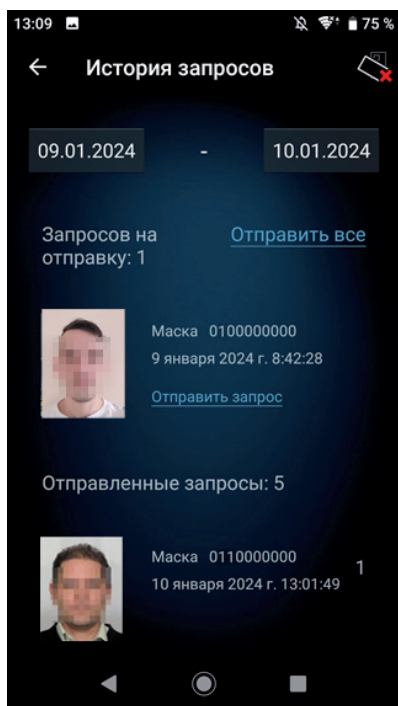 13:09 75 %
История запросов
09.01.2024 - 10.01.2024
Запросов на Отправить все
отправку: 1
Маска 0100000000
9 января 2024 г. 8:42:28
Отправить запрос
Отправленные запросы: 5
Маска 0110000000
10 января 2024 г. 13:01:49 1